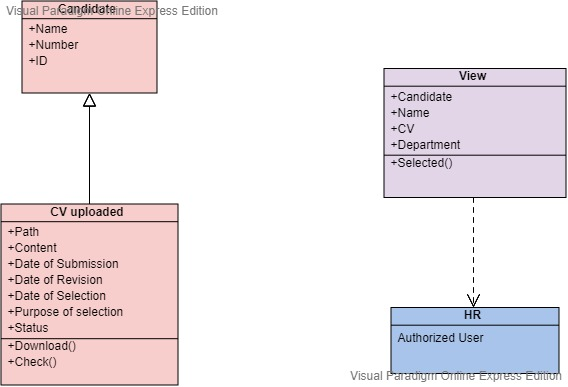 Visual Paradigm Online Express Edition
Candidate
+Name
+Number
+ID
View
+Candidate
+Name
+CV
+Department
+Selected()
CV uploaded
+Path
+Content
+Date of Submission
+Date of Revision
+Date of Selection
+Purpose of selection
+Status
+Download()
+Check()
HR
Authorized User
Visual Paradigm Online Express Edition